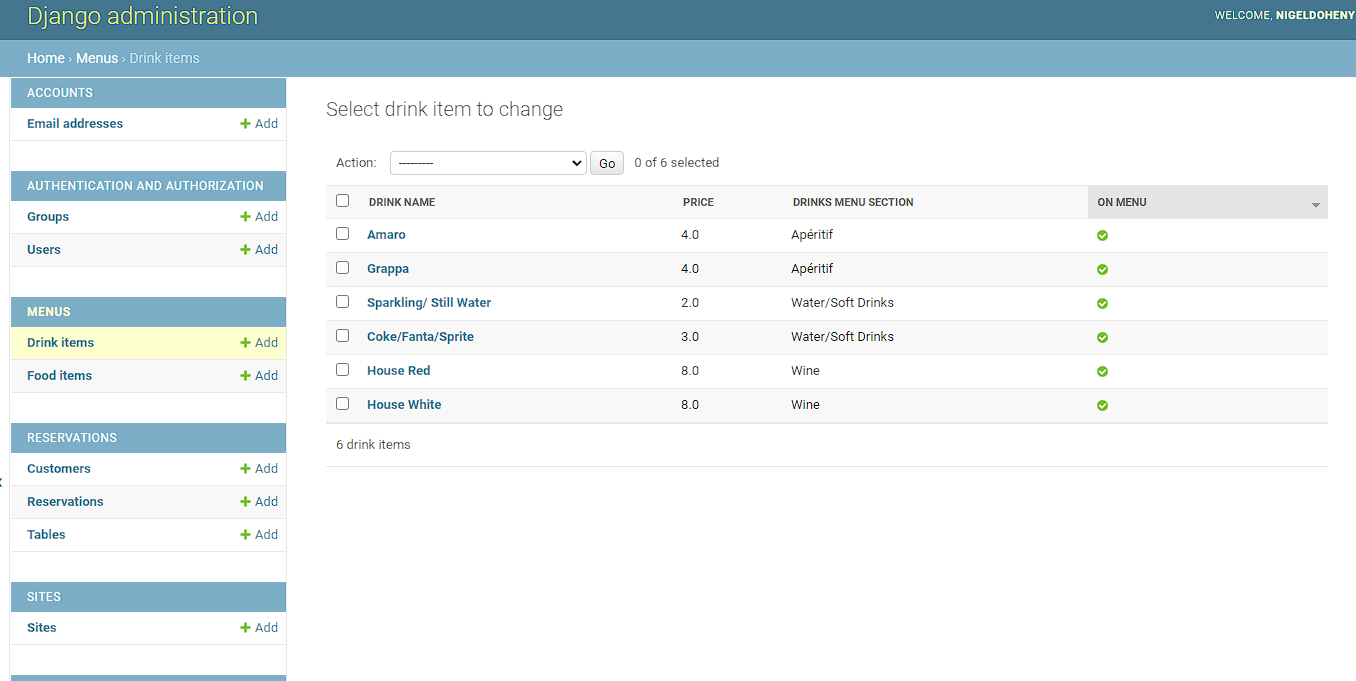 Django administration
WELCOME, NIGELDOHENY
Home › Menus › Drink items
ACCOUNTS
Email addresses Add
AUTHENTICATION AND AUTHORIZATION
Groups Add
Users Add
MENUS
Drink items Add
Food items Add
RESERVATIONS
Customers Add
Reservations Add
Tables Add
SITES
Sites Add
Select drink item to change
Action: --------- Go 0 of 6 selected
DRINK NAME PRICE DRINKS MENU SECTION ON MENU
Amaro 4.0 Apéritif
Grappa 4.0 Apéritif
Sparkling/ Still Water 2.0 Water/Soft Drinks
Coke/Fanta/Sprite 3.0 Water/Soft Drinks
House Red 8.0 Wine
House White 8.0 Wine
6 drink items